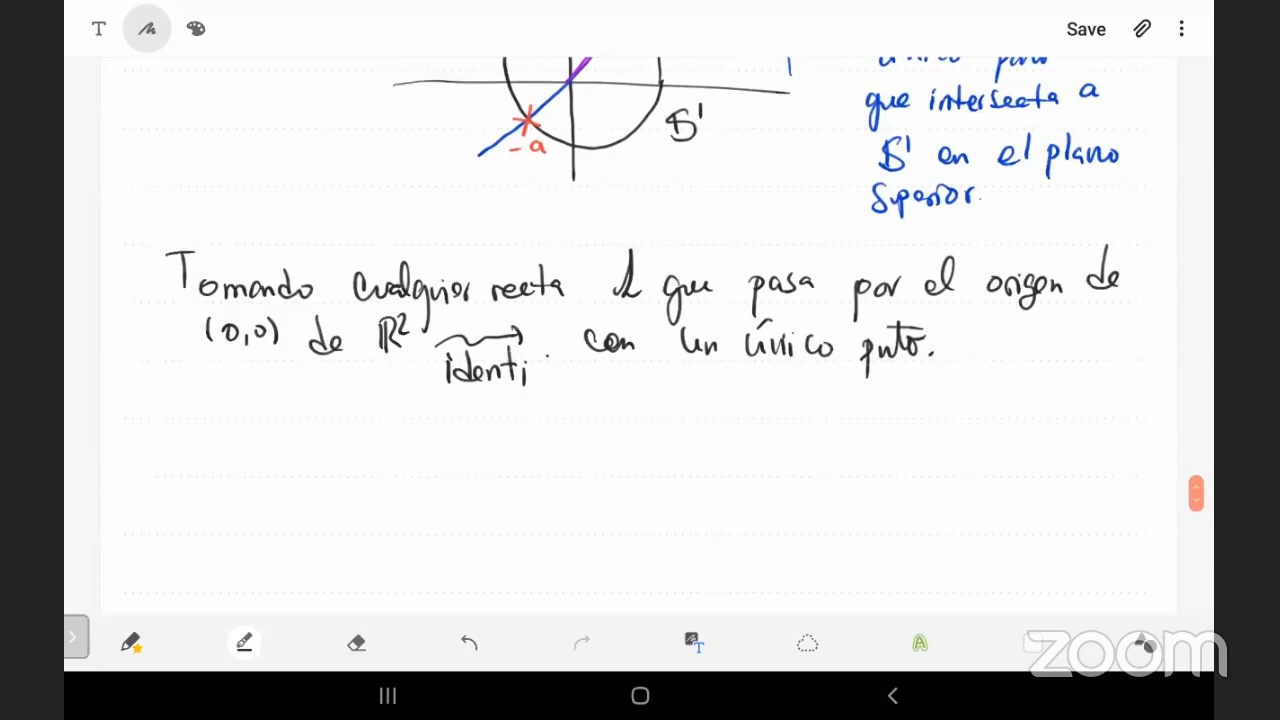 Save
que intersecta a
S¹ en el plano
superior.
S¹
-a
Tomando cualquier recta L que pasa por el origen de
(0,0) de ℝ² identi. con un único pnto.
zoom